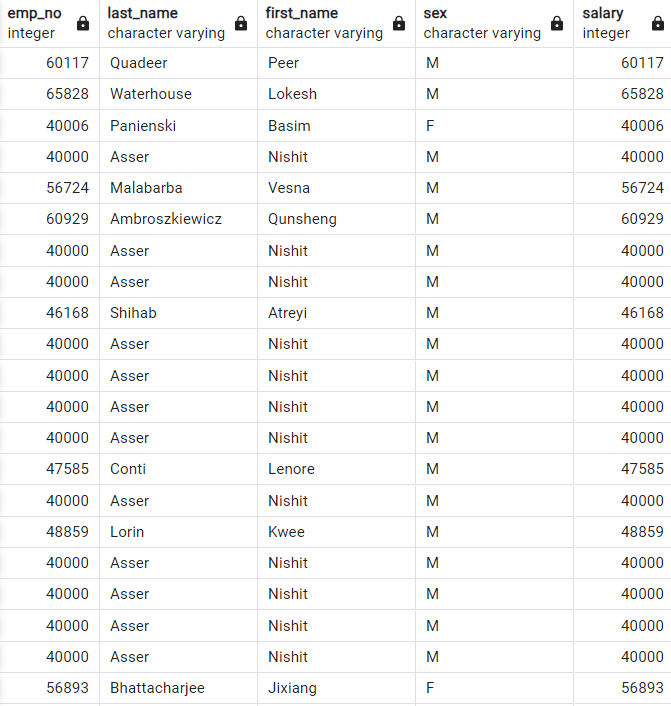 emp_no last_name first_name sex salary
integer character varying character varying character varying integer
60117 Quadeer Peer M 60117
65828 Waterhouse Lokesh M 65828
40006 Panienski Basim F 40006
40000 Asser Nishit M 40000
56724 Malabarba Vesna M 56724
60929 Ambroszkiewicz Qunsheng M 60929
40000 Asser Nishit M 40000
40000 Asser Nishit M 40000
46168 Shihab Atreyi M 46168
40000 Asser Nishit M 40000
40000 Asser Nishit M 40000
40000 Asser Nishit M 40000
40000 Asser Nishit M 40000
47585 Conti Lenore M 47585
40000 Asser Nishit M 40000
48859 Lorin Kwee M 48859
40000 Asser Nishit M 40000
40000 Asser Nishit M 40000
40000 Asser Nishit M 40000
40000 Asser Nishit M 40000
56893 Bhattacharjee Jixiang F 56893